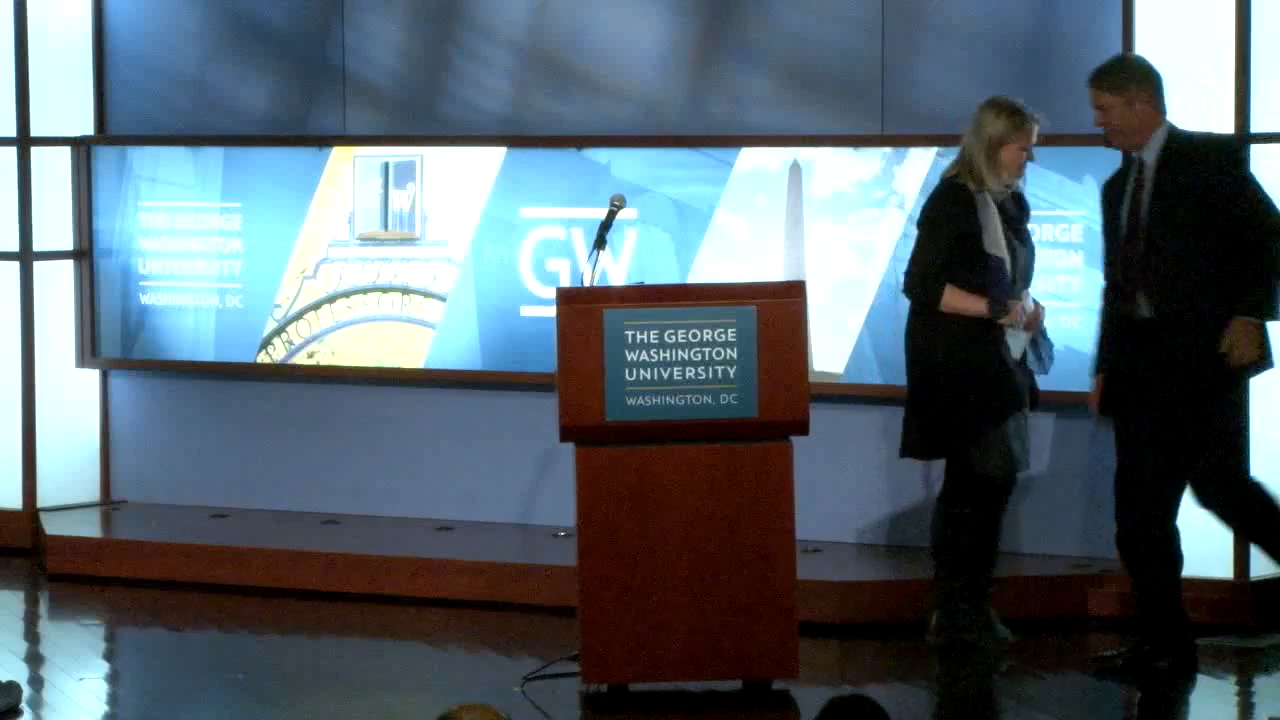 THE GEORGE
WASHINGTON
UNIVERSITY
WASHINGTON, DC
GW
THE GEORGE
WASHINGTON
UNIVERSITY
WASHINGTON, DC